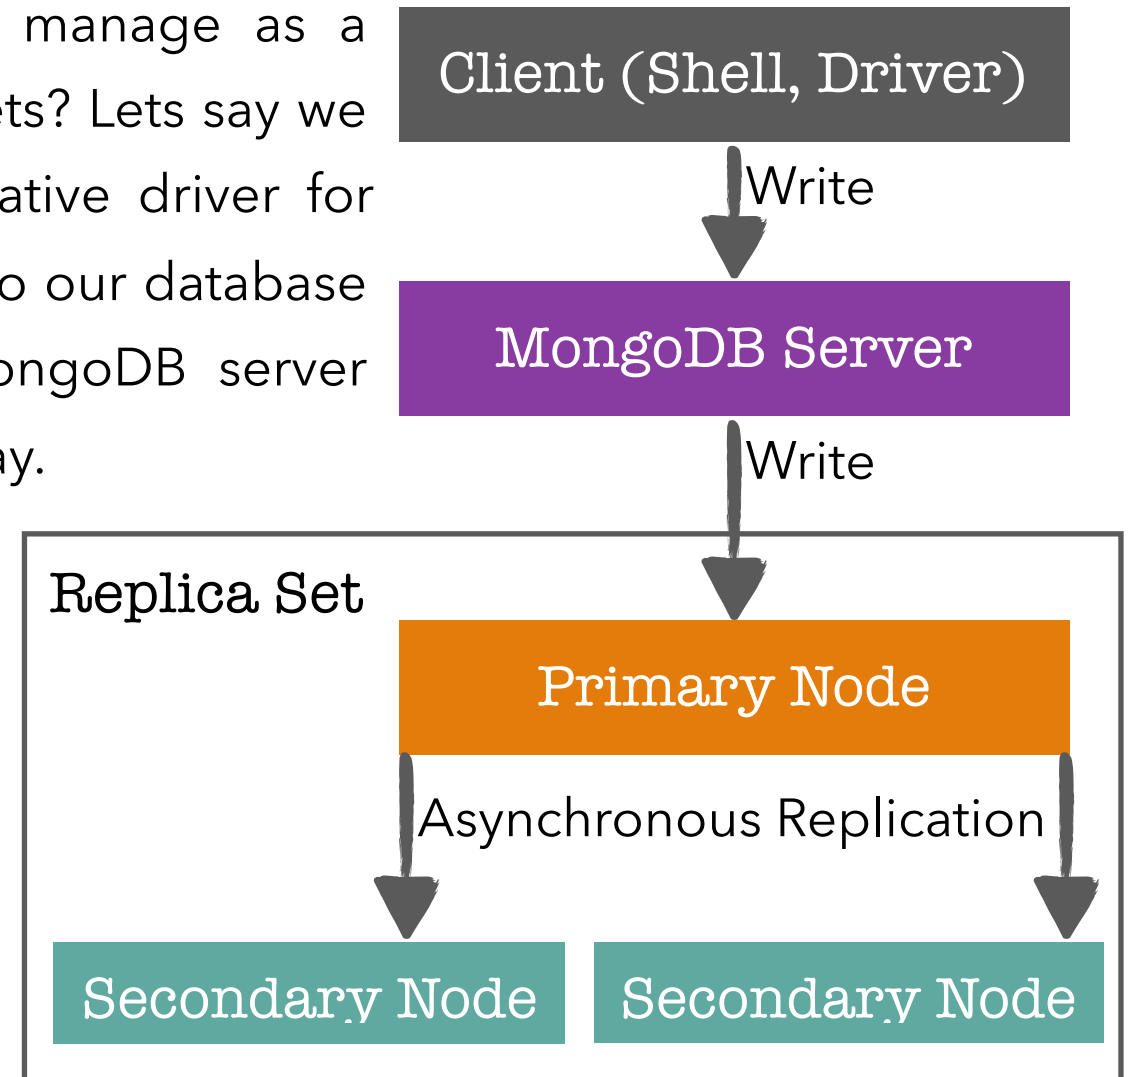 manage as a
ets? Lets say we
ative driver for
o our database
ongoDB server
ay.
Client (Shell, Driver)
Write
MongoDB Server
Write
Replica Set
Primary Node
Asynchronous Replication
Secondary Node
Secondary Node